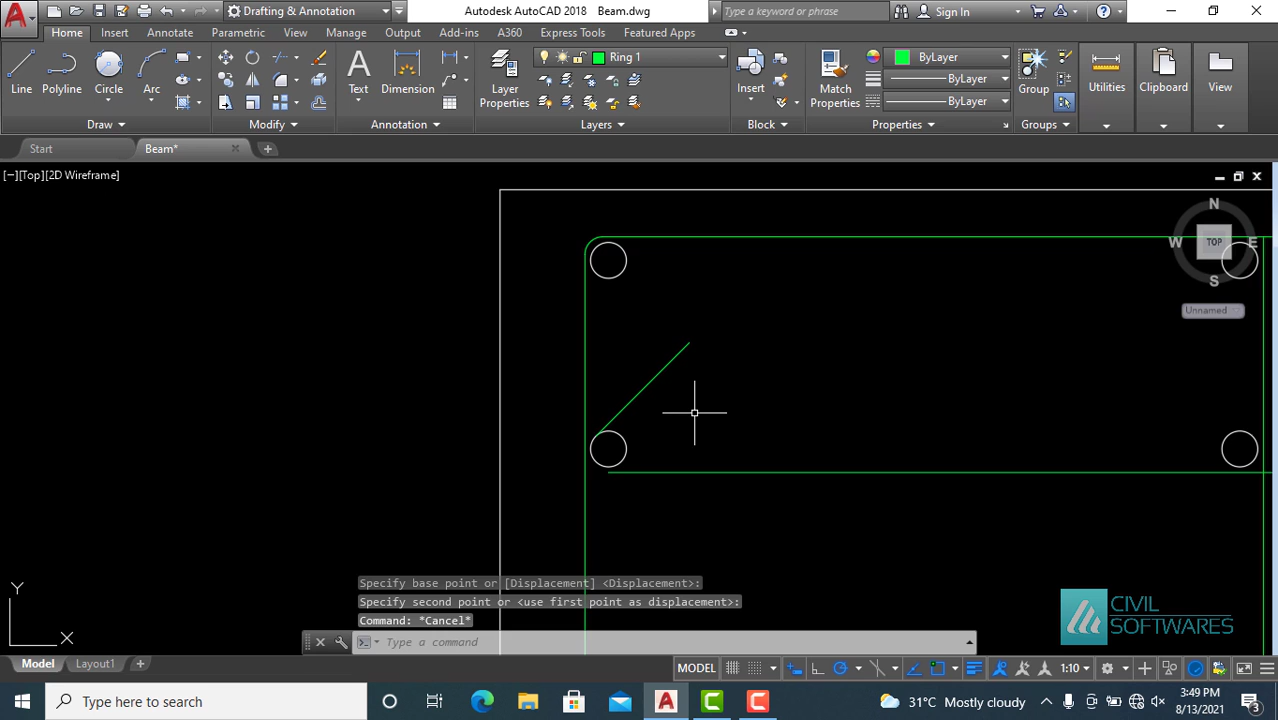 Drafting & Annotation
Autodesk AutoCAD 2018 Beam.dwg
Type a keyword or phrase
Sign In
Home Insert Annotate Parametric View Manage Output Add-ins A360 Express Tools Featured Apps
Ring 1
ByLayer
ByLayer
ByLayer
Line Polyline Circle Arc
Text Dimension
Layer Properties
Insert
Match Properties
Group
Utilities Clipboard View
Draw Modify Annotation Layers Block Properties Groups
Start Beam*
[−][Top][2D Wireframe]
N
W TOP E
S
Unnamed
Specify base point or [Displacement] <Displacement>:
Specify second point or <use first point as displacement>:
Command: *Cancel*
Type a command
Y
X
CIVIL
SOFTWARES
Model Layout1
MODEL
1:10
Type here to search
31°C Mostly cloudy
3:49 PM
8/13/2021
3